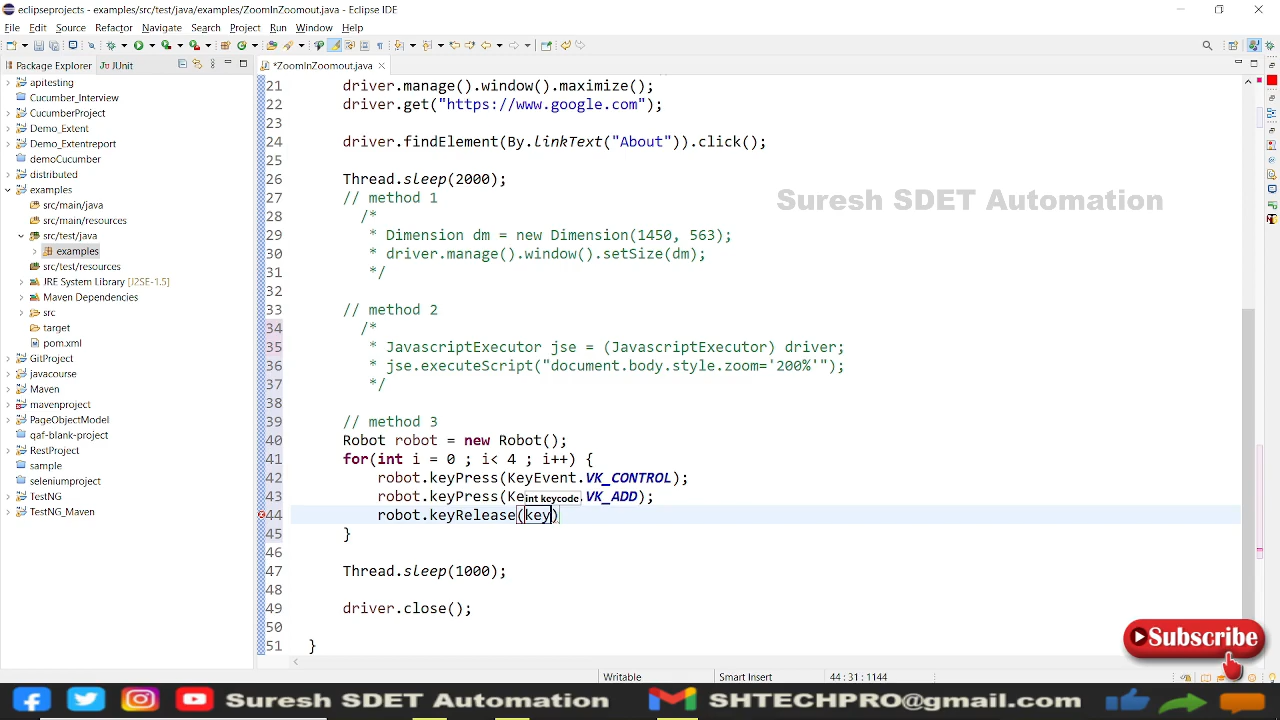 eclipseprojects - examples/src/test/java/examples/ZoomInZoomout.java - Eclipse IDE
File Edit Source Refactor Navigate Search Project Run Window Help
Package Explorer JUnit
*ZoomInZoomout.java
apitesting
Cucumber_Interview
CucumberProject
Demo_Extent
Demo_Extentreport
demoCucumber
distributed
examples
src/main/java
src/main/resources
src/test/java
examples
src/test/resources
JRE System Library [J2SE-1.5]
Maven Dependencies
src
target
pom.xml
GitProject
javacourse
Maven
mavenproject
PageObjectModel
qaf-blank-project
RestProject
sample
seleniumproject
TestNG
TestNG_Maven
21 driver.manage().window().maximize();
22 driver.get("https://www.google.com");
23
24 driver.findElement(By.linkText("About")).click();
25
26 Thread.sleep(2000);
27 // method 1
28 /*
29 * Dimension dm = new Dimension(1450, 563);
30 * driver.manage().window().setSize(dm);
31 */
32
33 // method 2
34 /*
35 * JavascriptExecutor jse = (JavascriptExecutor) driver;
36 * jse.executeScript("document.body.style.zoom='200%'");
37 */
38
39 // method 3
40 Robot robot = new Robot();
41 for(int i = 0 ; i< 4 ; i++) {
42 robot.keyPress(KeyEvent.VK_CONTROL);
43 robot.keyPress(Ke int keycode .VK_ADD);
44 robot.keyRelease(key)
45 }
46
47 Thread.sleep(1000);
48
49 driver.close();
50
51 }
Suresh SDET Automation
Subscribe
Writable Smart Insert 44 : 31 : 1144
Suresh SDET Automation SHTECHPRO@gmail.com